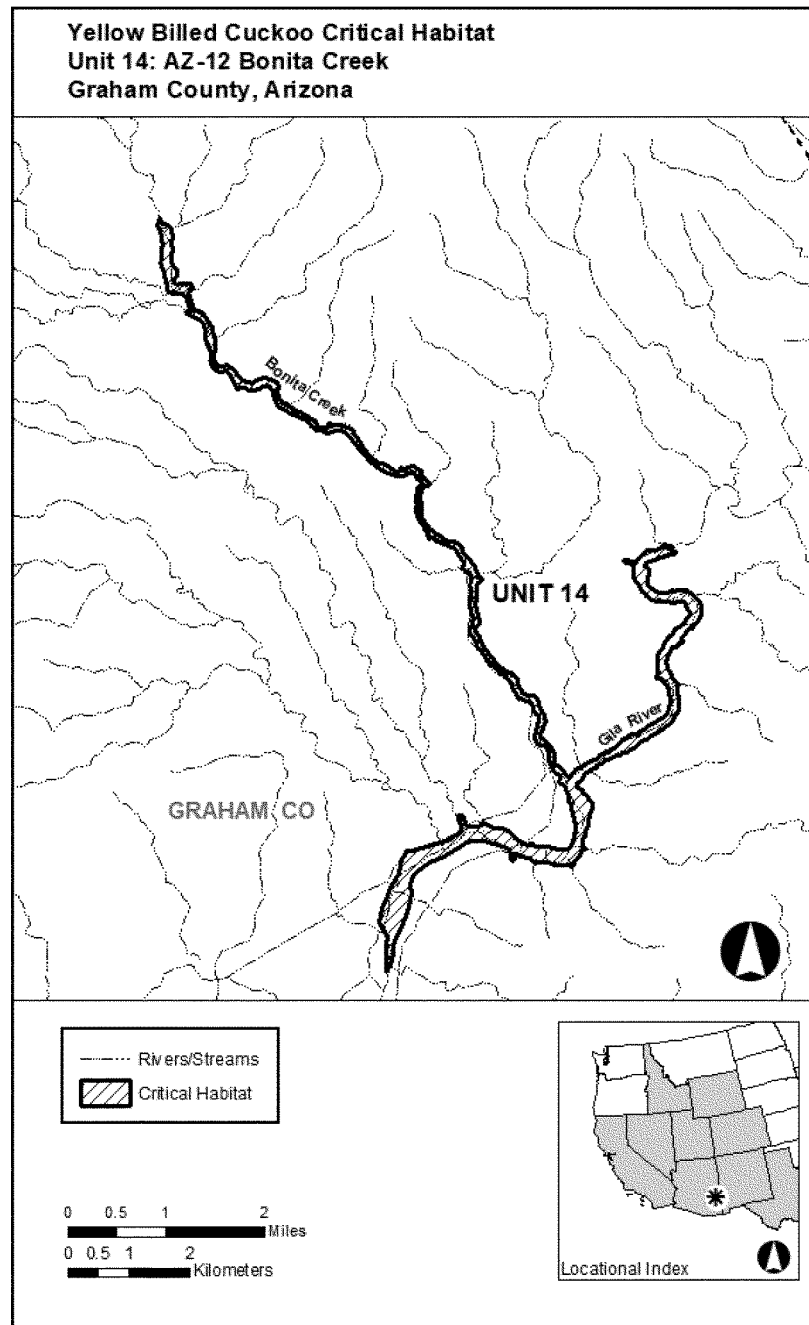 Yellow Billed Cuckoo Critical Habitat
Unit 14: AZ-12 Bonita Creek
Graham County, Arizona
Bonita Creek
UNIT 14
Gila River
GRAHAM CO
Rivers/Streams
Critical Habitat
0 0.5 1 2
Miles
0 0.5 1 2
Kilometers
Locational Index